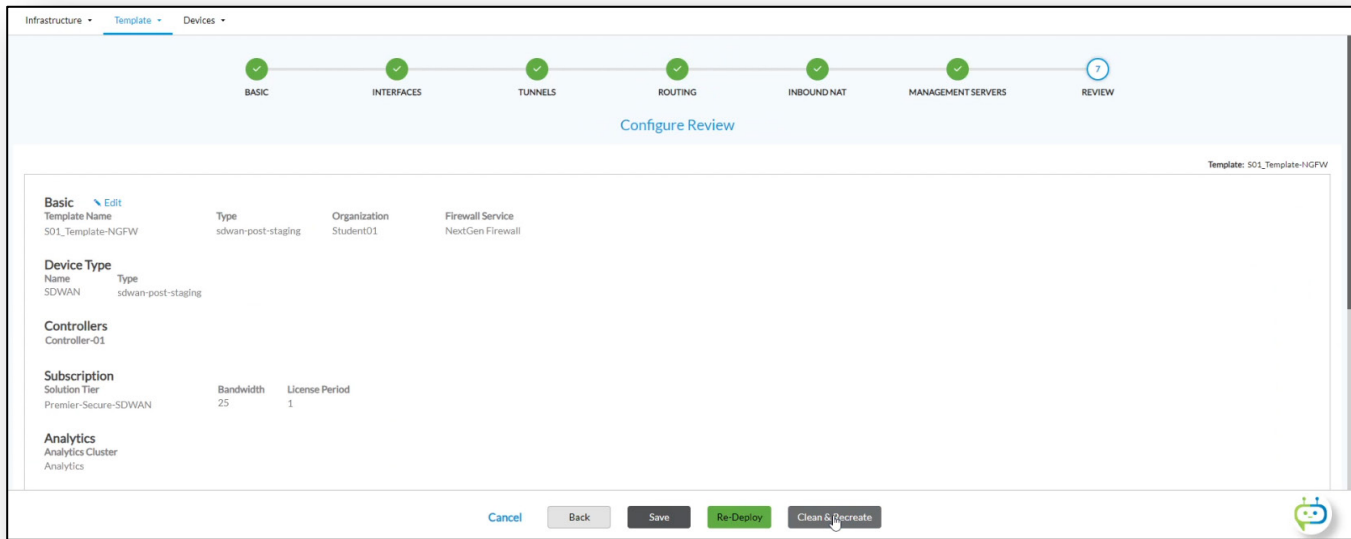 Infrastructure Template Devices
BASIC INTERFACES TUNNELS ROUTING INBOUND NAT MANAGEMENT SERVERS 7 REVIEW
Configure Review
Template: S01_Template-NGFW
Basic Edit
Template Name Type Organization Firewall Service
S01_Template-NGFW sdwan-post-staging Student01 NextGen Firewall
Device Type
Name Type
SDWAN sdwan-post-staging
Controllers
Controller-01
Subscription
Solution Tier Bandwidth License Period
Premier-Secure-SDWAN 25 1
Analytics
Analytics Cluster
Analytics
Cancel Back Save Re-Deploy Clean & Recreate